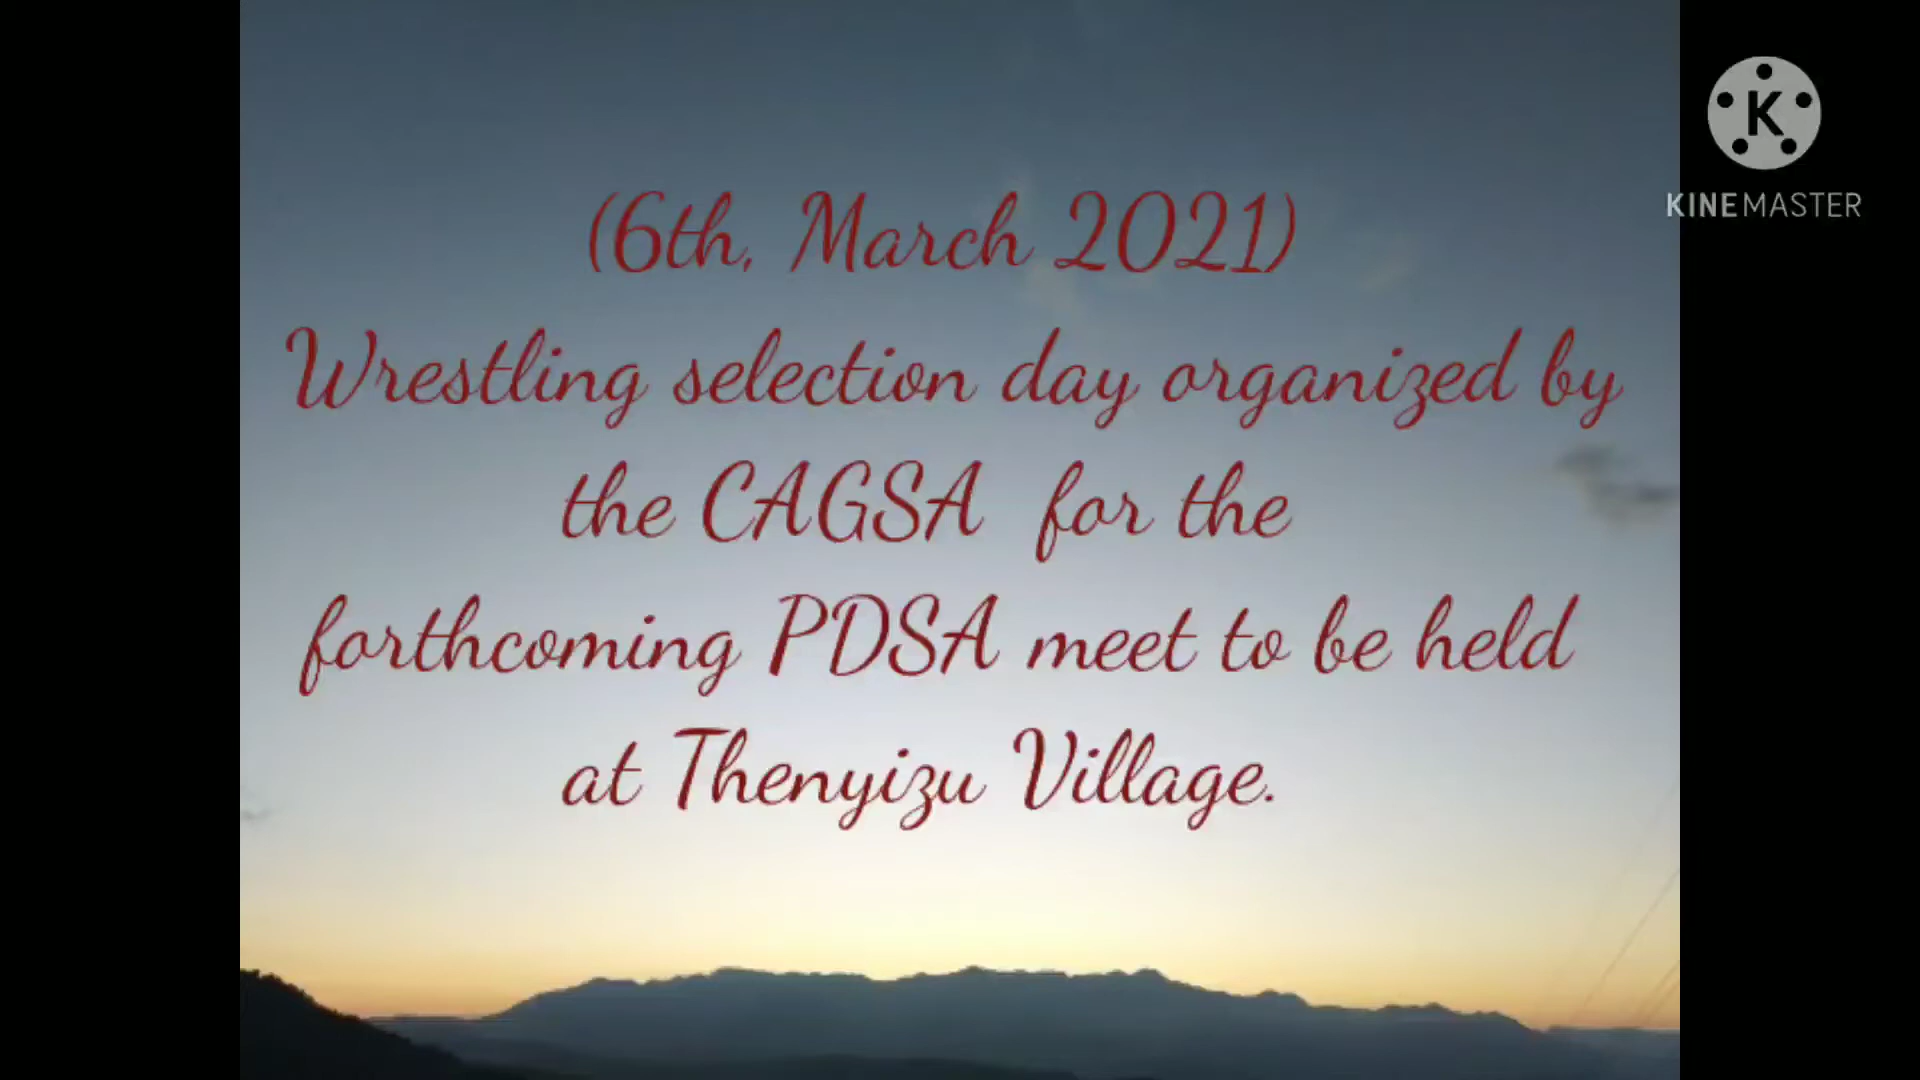 (6th, March 2021)
Wrestling selection day organized by
the CAGSA for the
forthcoming PDSA meet to be held
at Thenyizu Village.
K
KINEMASTER